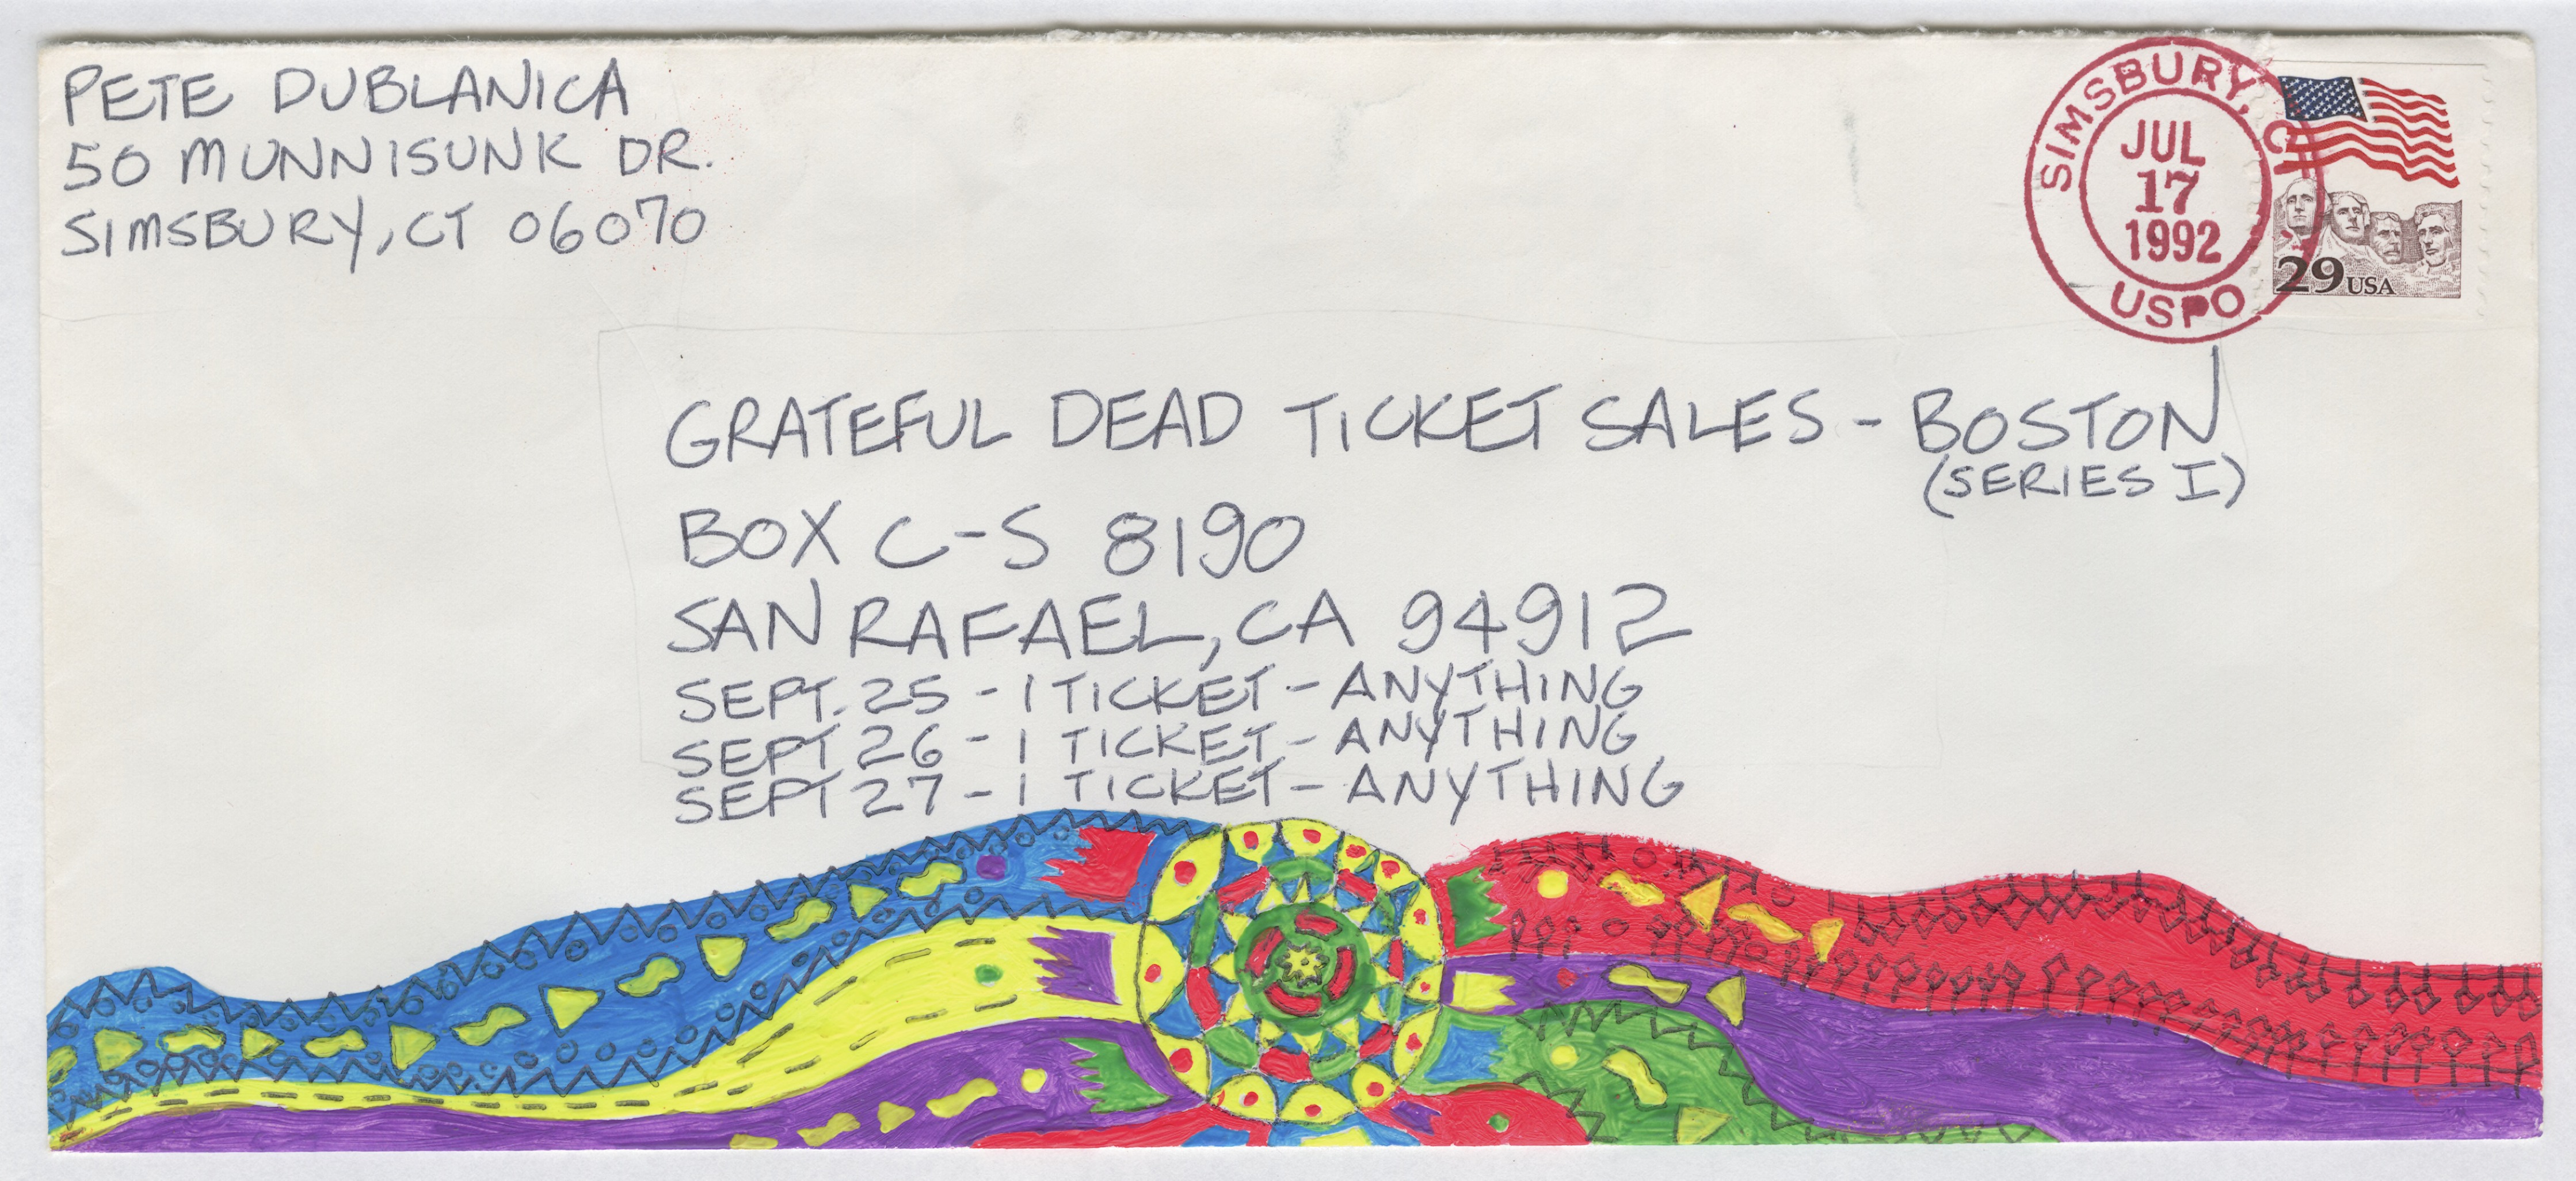 PETE DUBLANICA
50 MUNNISUNK DR.
SIMSBURY, CT 06070
SIMSBURY, CT
JUL
17
1992
USPO
29 USA
GRATEFUL DEAD TICKET SALES - BOSTON
(SERIES I)
BOX C-S 8190
SAN RAFAEL, CA 94912
SEPT. 25 - 1 TICKET - ANYTHING
SEPT 26 - 1 TICKET - ANYTHING
SEPT 27 - 1 TICKET - ANYTHING